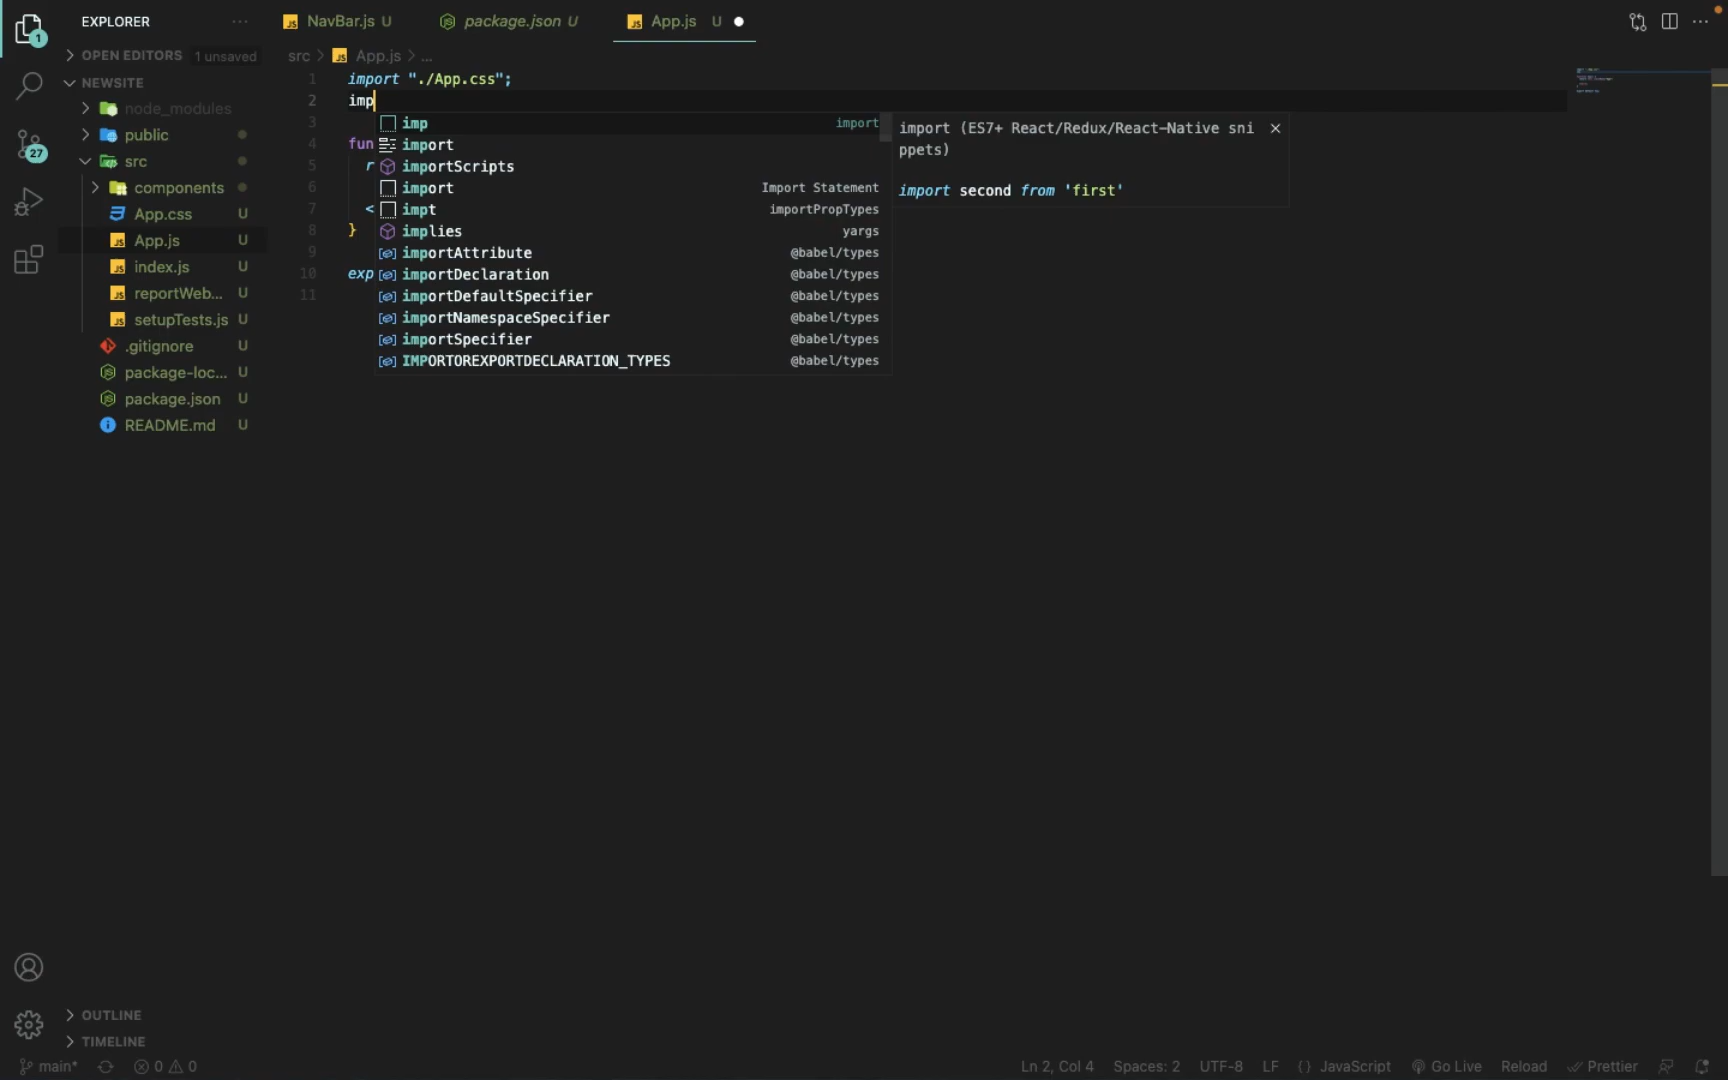 EXPLORER
NavBar.js U
package.json U
App.js U
OPEN EDITORS 1 unsaved
src > App.js > ...
NEWSITE
node_modules
public
src
components
App.css U
App.js U
index.js U
reportWeb... U
setupTests.js U
.gitignore U
package-loc... U
package.json U
README.md U
1 import "./App.css";
2 imp
3
4 fun
5 r
6
7 <
8 }
9
10 exp
11
imp import
import
importScripts
import Import Statement
impt importPropTypes
implies yargs
importAttribute @babel/types
importDeclaration @babel/types
importDefaultSpecifier @babel/types
importNamespaceSpecifier @babel/types
importSpecifier @babel/types
IMPORTOREXPORTDECLARATION_TYPES @babel/types
import (ES7+ React/Redux/React-Native sni
ppets)
import second from 'first'
1
27
OUTLINE
TIMELINE
main* 0 0 Ln 2, Col 4 Spaces: 2 UTF-8 LF {} JavaScript Go Live Reload Prettier